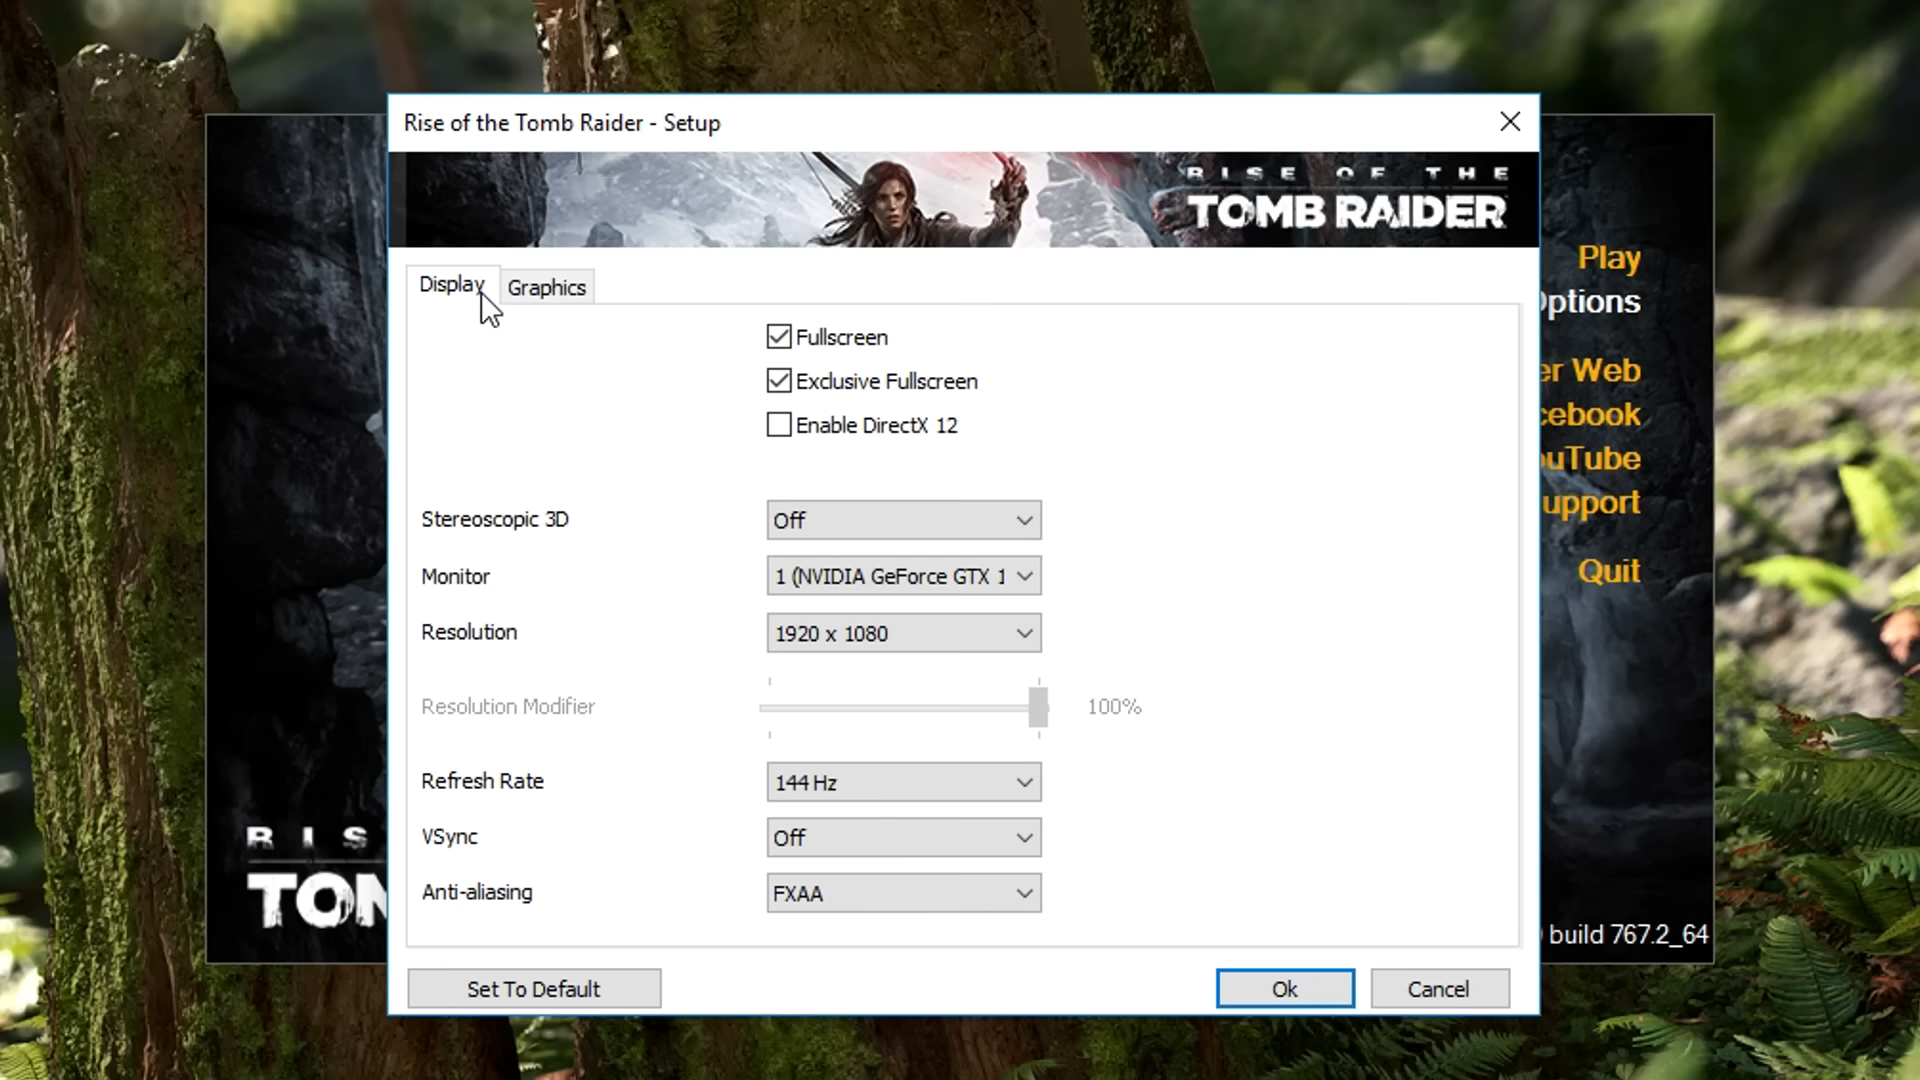 Rise of the Tomb Raider - Setup
RISE OF THE
TOMB RAIDER
Display
Graphics
Fullscreen
Exclusive Fullscreen
Enable DirectX 12
Stereoscopic 3D
Off
Monitor
1 (NVIDIA GeForce GTX 1
Resolution
1920 x 1080
Resolution Modifier
100%
Refresh Rate
144 Hz
VSync
Off
Anti-aliasing
FXAA
Set To Default
Ok
Cancel
Play
Options
er Web
cebook
ouTube
upport
Quit
RIS
TOM
build 767.2_64